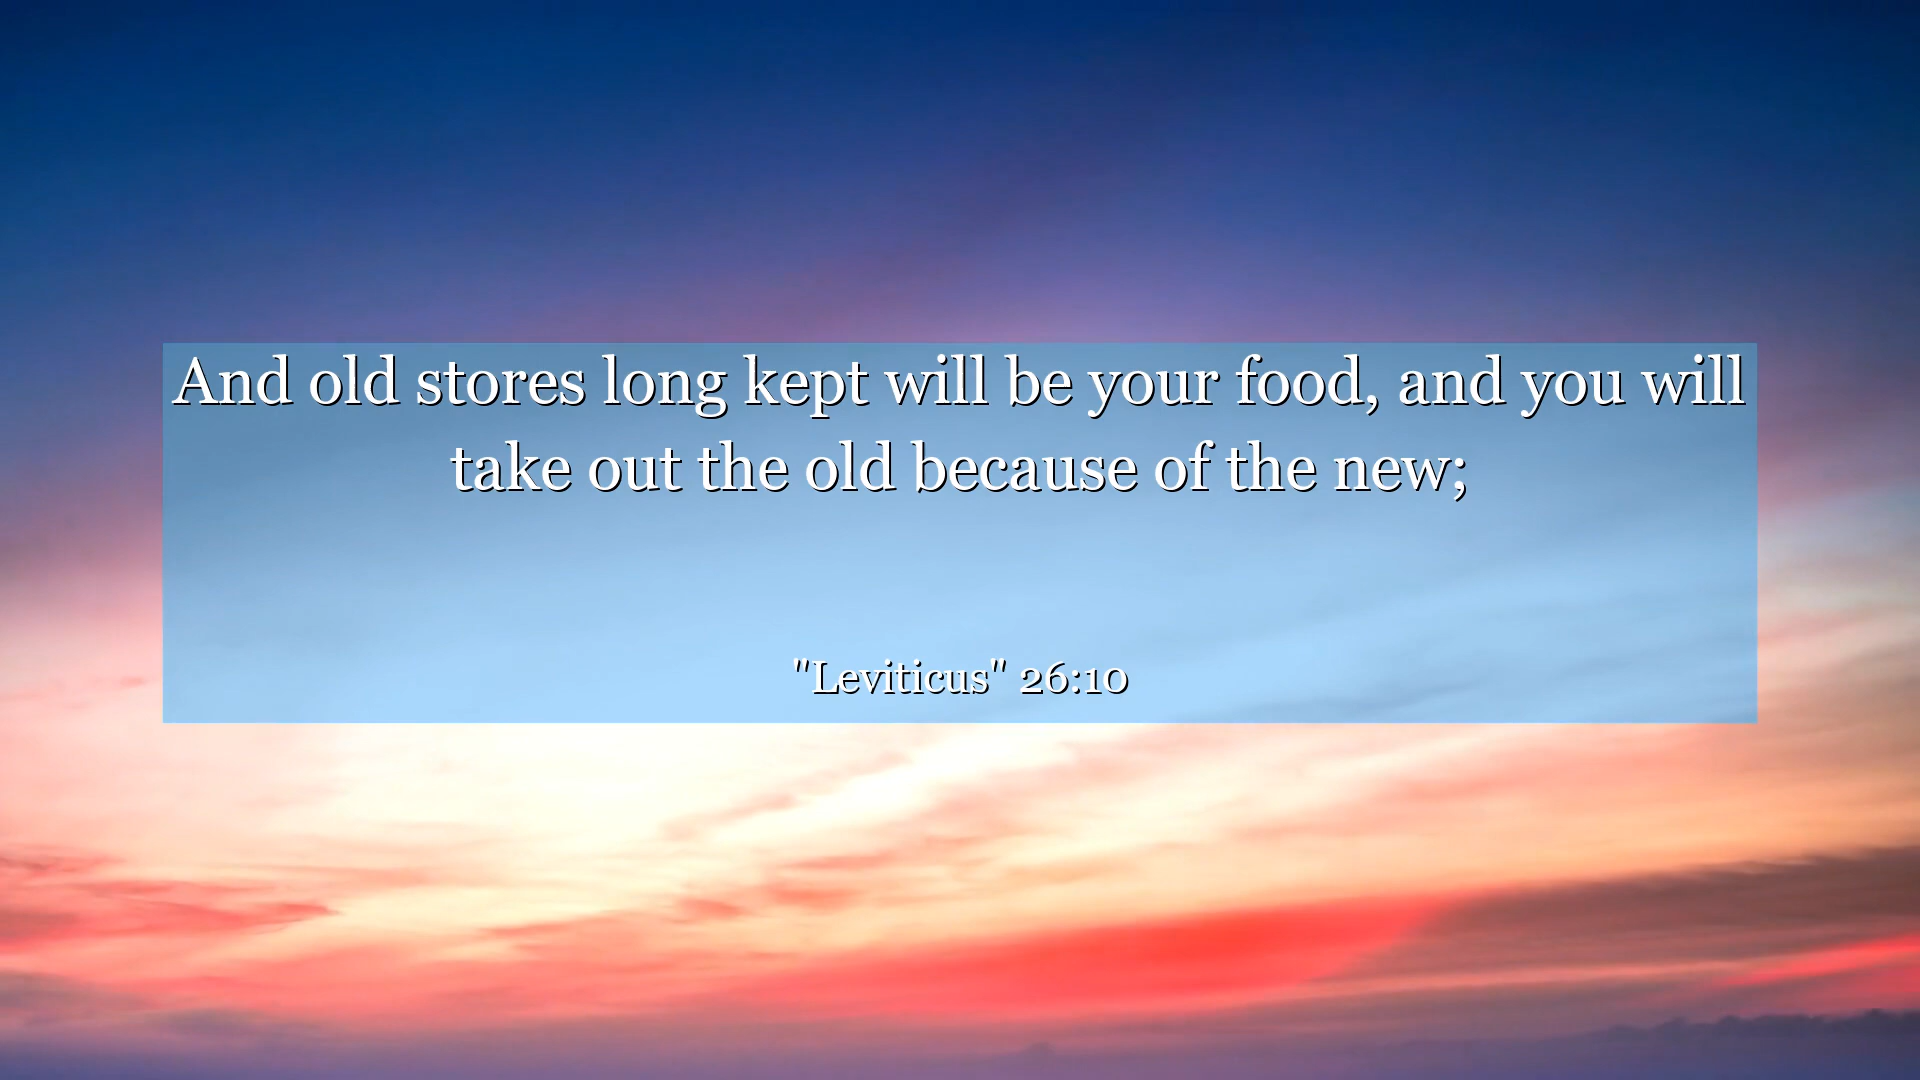 And old stores long kept will be your food, and you will
take out the old because of the new;
"Leviticus" 26:10